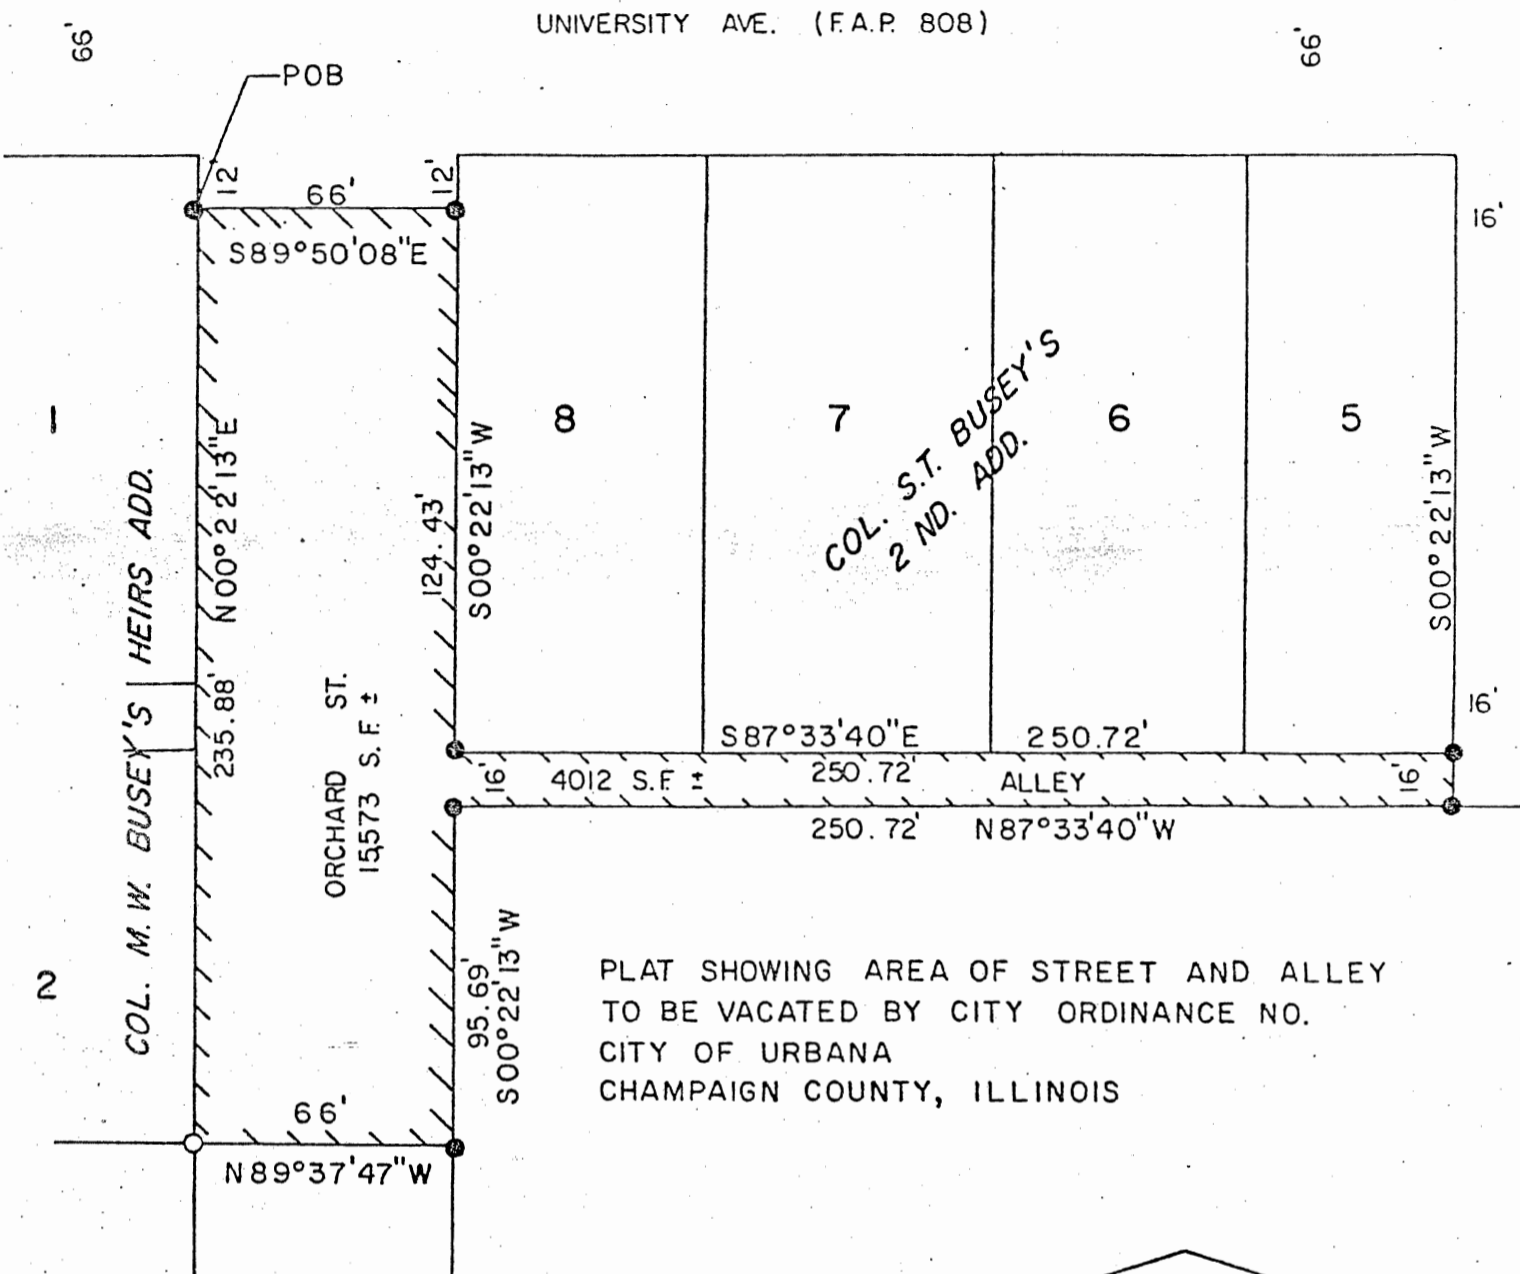 UNIVERSITY AVE. (F.A.P. 808)
66'
66'
POB
12'
66'
12'
S89°50'08"E
16'
1
8
7
6
5
COL. S.T. BUSEY'S
2 ND. ADD.
N00°22'13"E
235.88'
COL. M.W. BUSEY'S HEIRS ADD.
124.43'
S00°22'13"W
S00°22'13"W
ORCHARD ST.
15,573 S.F. ±
16'
S87°33'40"E 250.72'
16' 4012 S.F. ± 250.72' ALLEY 16'
250.72' N87°33'40"W
95.69'
S00°22'13"W
2
PLAT SHOWING AREA OF STREET AND ALLEY
TO BE VACATED BY CITY ORDINANCE NO.
CITY OF URBANA
CHAMPAIGN COUNTY, ILLINOIS
66'
N89°37'47"W